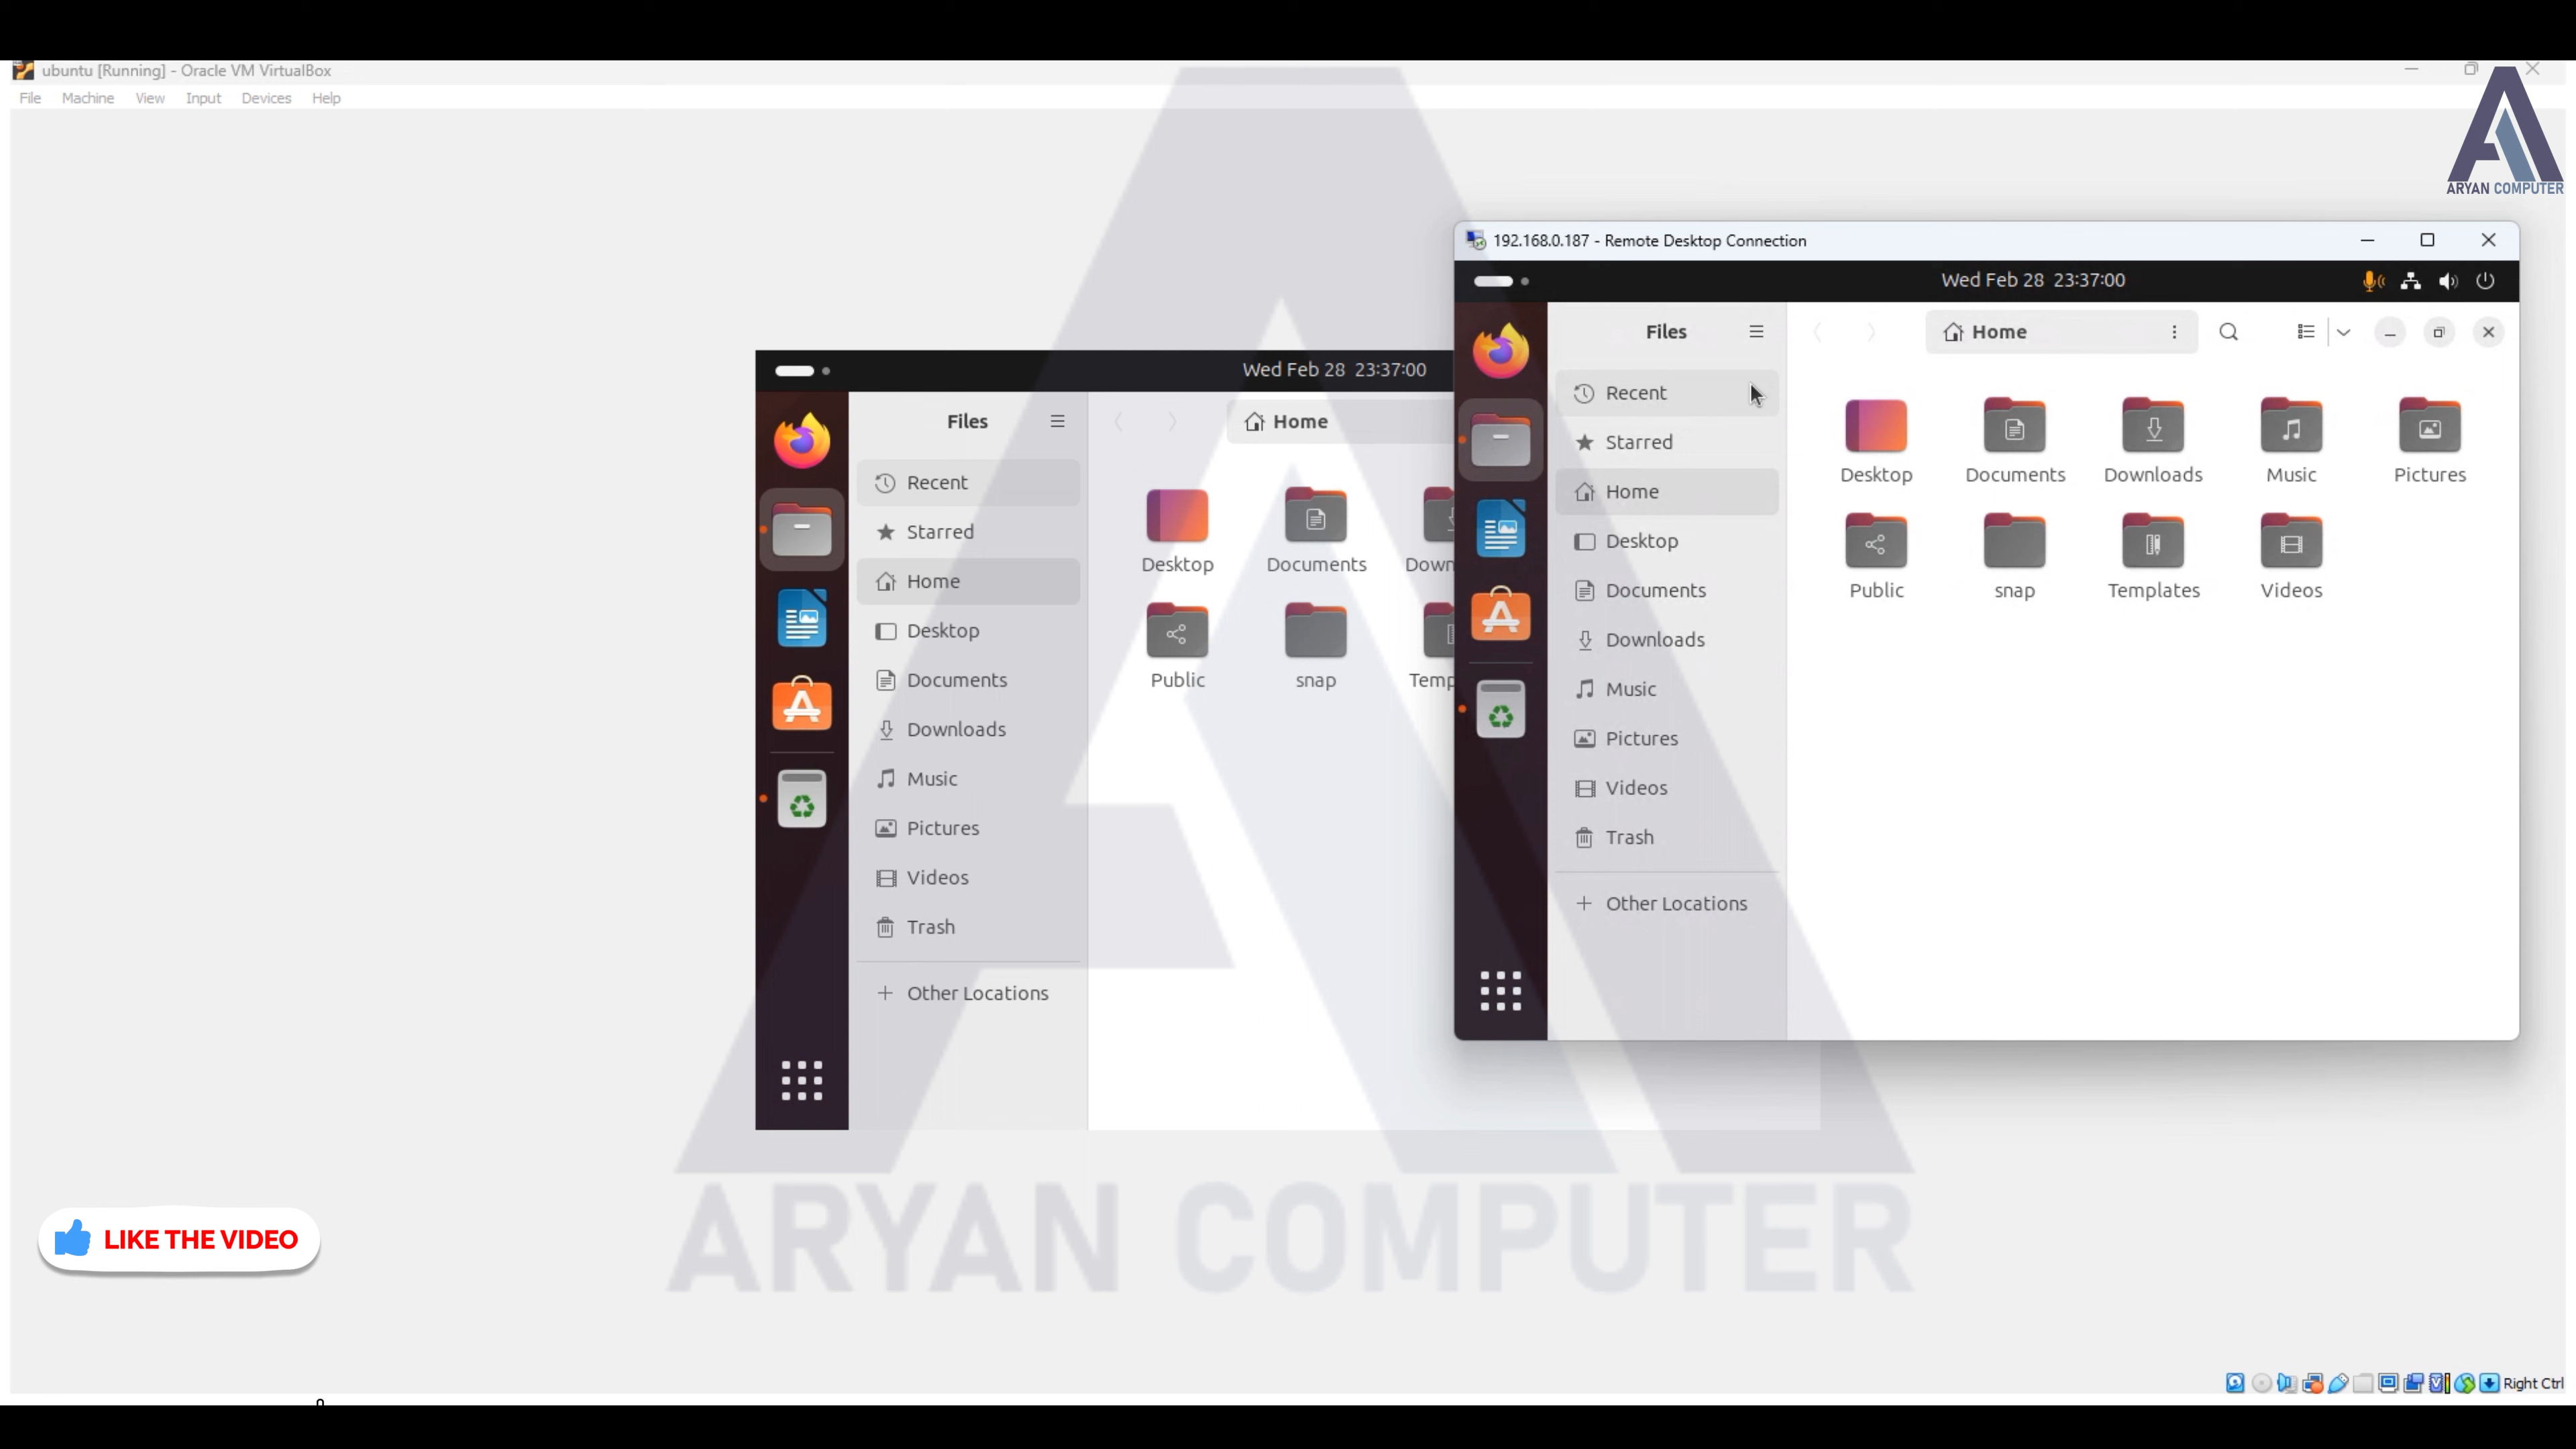 ubuntu [Running] - Oracle VM VirtualBox
File Machine View Input Devices Help
ARYAN COMPUTER
192.168.0.187 - Remote Desktop Connection
Wed Feb 28 23:37:00
Files
Home
Recent
Starred
Home
Desktop
Documents
Downloads
Music
Pictures
Videos
Trash
Other Locations
Desktop Documents Downloads Music Pictures
Public snap Templates Videos
Wed Feb 28 23:37:00
Files
Home
Recent
Starred
Home
Desktop
Documents
Downloads
Music
Pictures
Videos
Trash
Other Locations
Desktop Documents Down
Public snap Temp
ARYAN COMPUTER
LIKE THE VIDEO
Right Ctrl